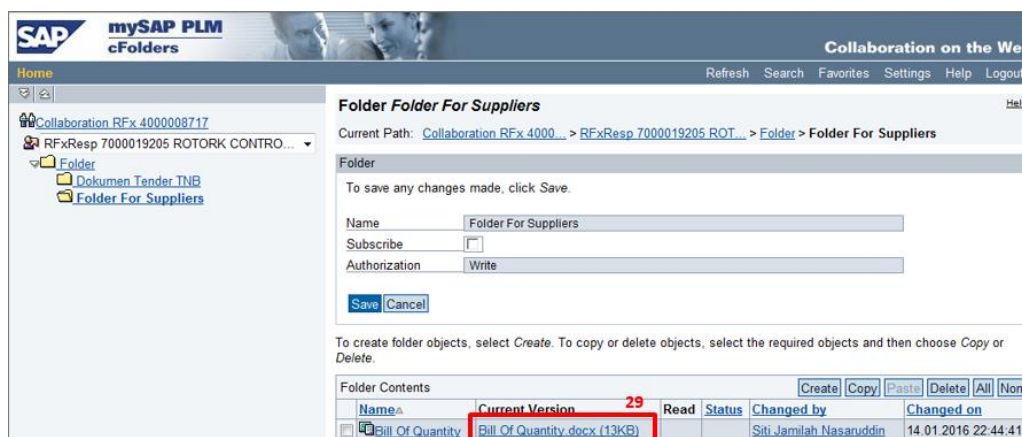 SAP
mySAP PLM
cFolders
Collaboration on the We
Home
Refresh Search Favorites Settings Help Logout
Collaboration RFx 4000008717
RFxResp 7000019205 ROTORK CONTRO...
Folder
Dokumen Tender TNB
Folder For Suppliers
Folder Folder For Suppliers
Hel
Current Path: Collaboration RFx 4000... > RFxResp 7000019205 ROT... > Folder > Folder For Suppliers
Folder
To save any changes made, click Save.
Name Folder For Suppliers
Subscribe
Authorization Write
Save Cancel
To create folder objects, select Create. To copy or delete objects, select the required objects and then choose Copy or
Delete.
Folder Contents Create Copy Paste Delete All Non
Name Current Version 29 Read Status Changed by Changed on
Bill Of Quantity Bill Of Quantity.docx (13KB) Siti Jamilah Nasaruddin 14.01.2016 22:44:41